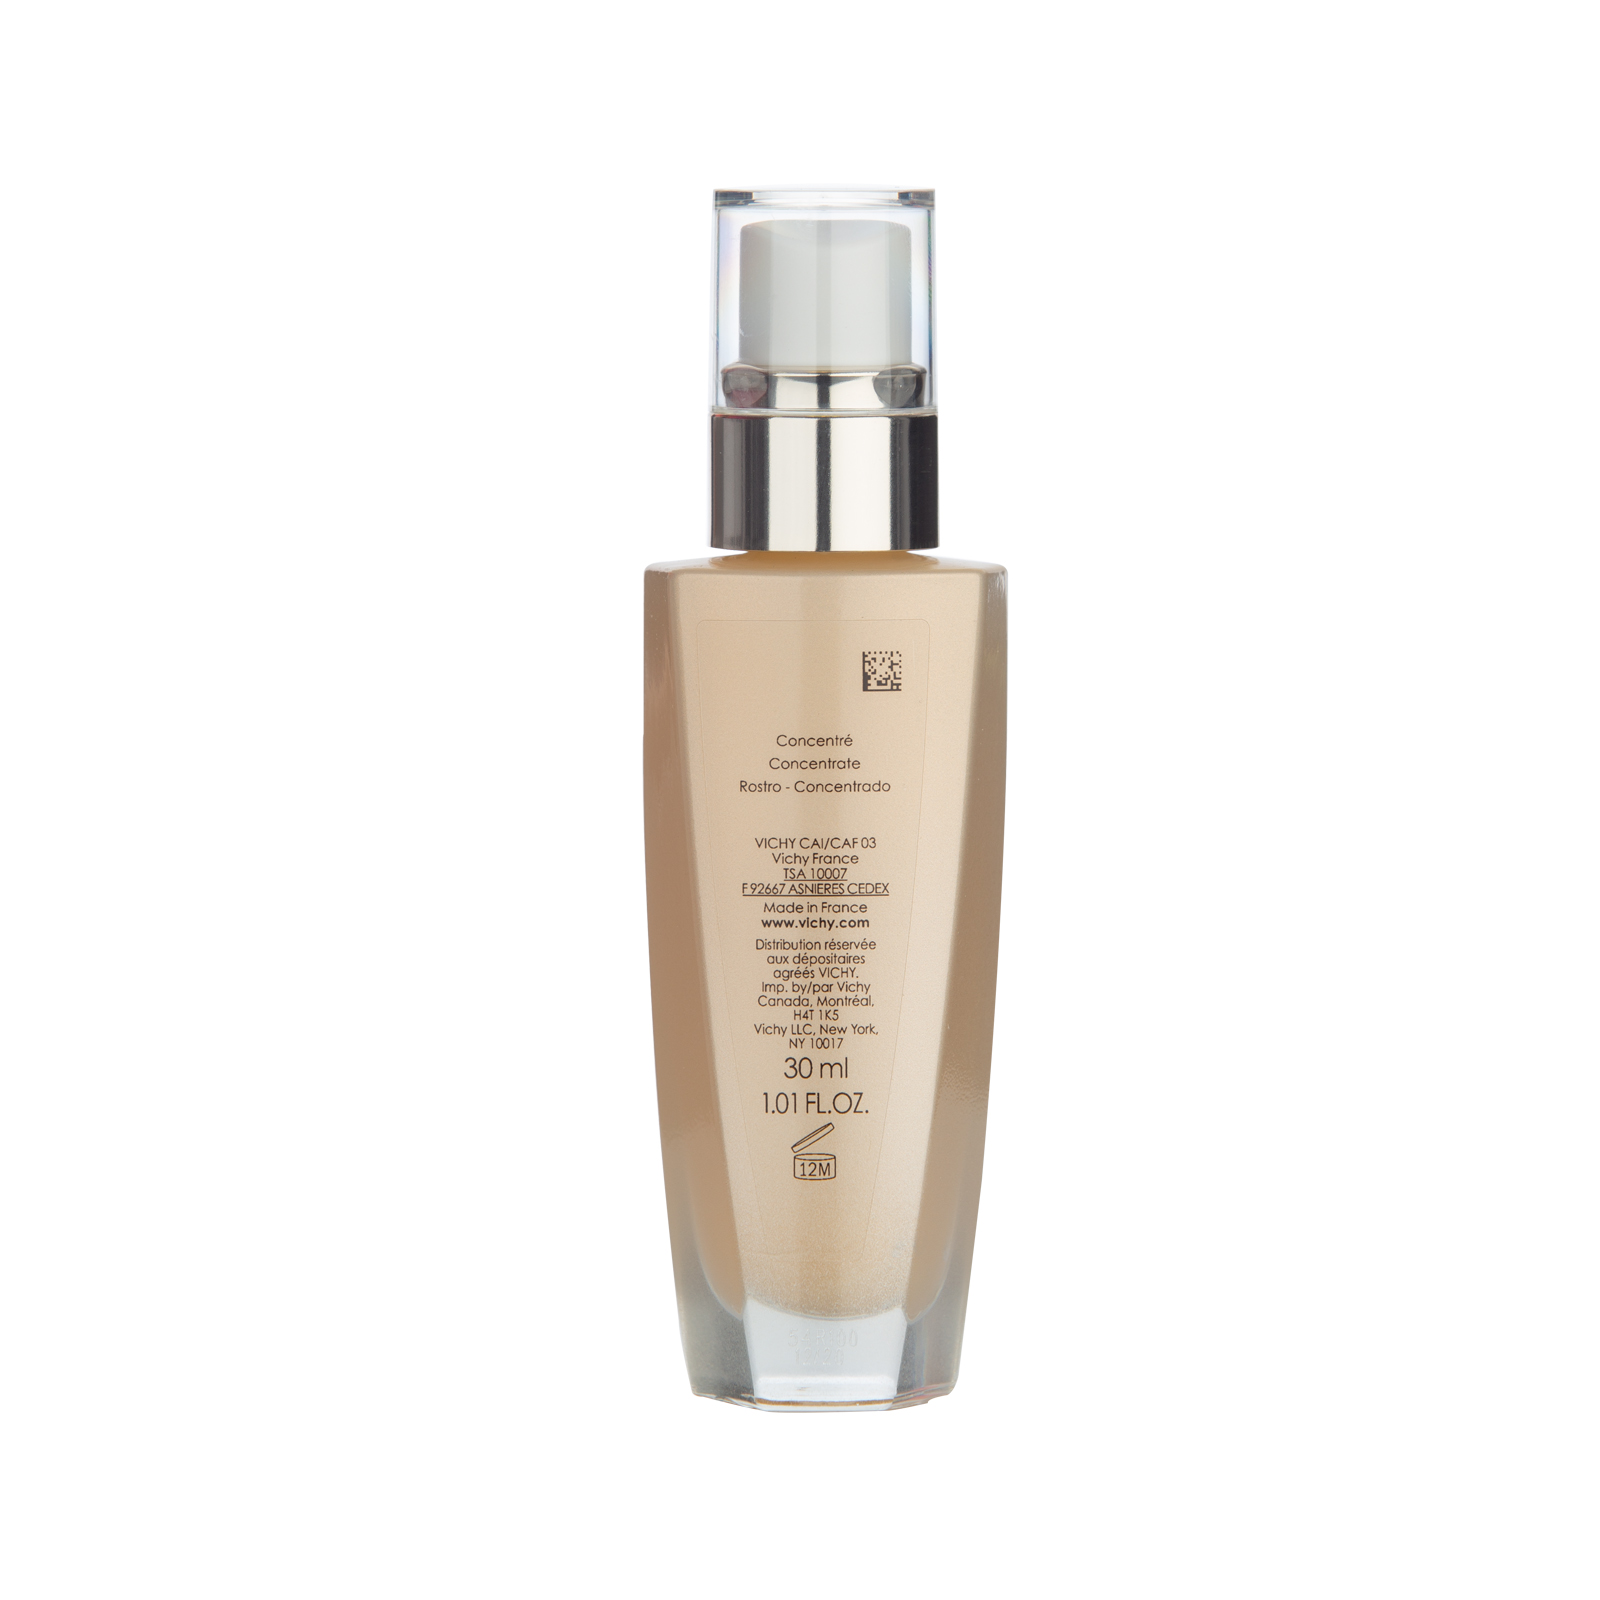 Concentré
Concentrate
Rostro - Concentrado
VICHY CAI/CAF 03
Vichy France
TSA 10007
F 92667 ASNIERES CEDEX
Made in France
www.vichy.com
Distribution réservée
aux dépositaires
agréés VICHY.
Imp. by/par Vichy
Canada, Montréal,
H4T 1K5
Vichy LLC, New York,
NY 10017
30 ml
1.01 FL.OZ.
12M